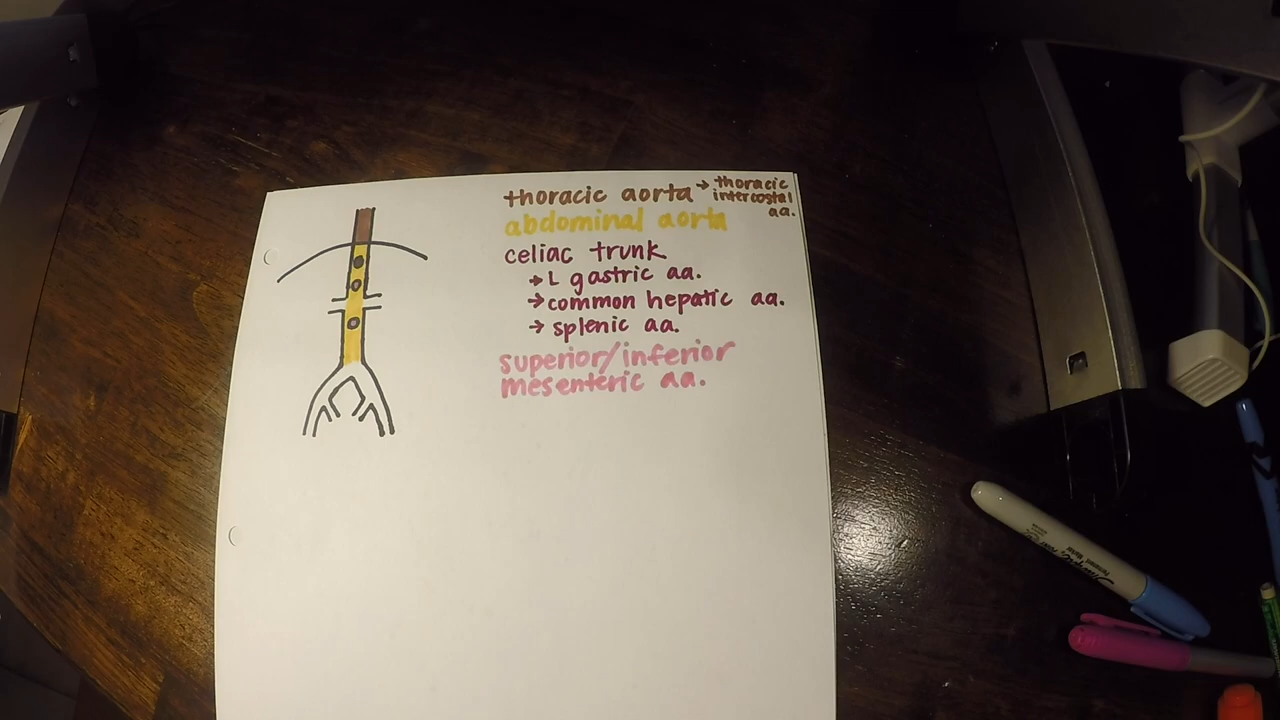 thoracic aorta → thoracic
intercostal
aa.
abdominal aorta
celiac trunk
→ L gastric aa.
→ common hepatic aa.
→ splenic aa.
superior/inferior
mesenteric aa.
Sharpie